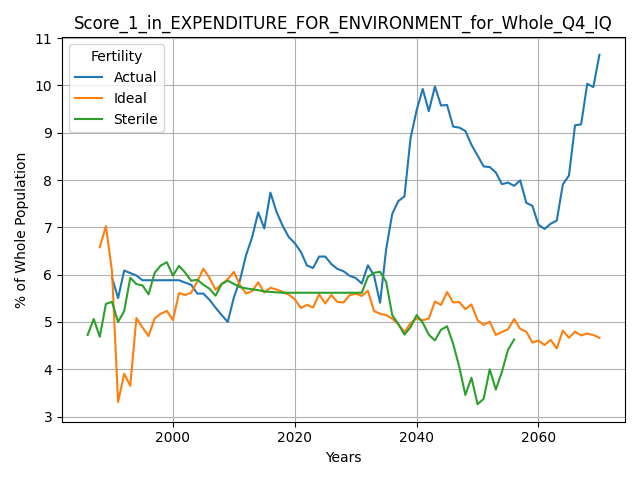 Score_1_in_EXPENDITURE_FOR_ENVIRONMENT_for_Whole_Q4_IQ
11
10
9
8
7
6
5
4
3
% of Whole Population
Fertility
Actual
Ideal
Sterile
2000 2020 2040 2060
Years